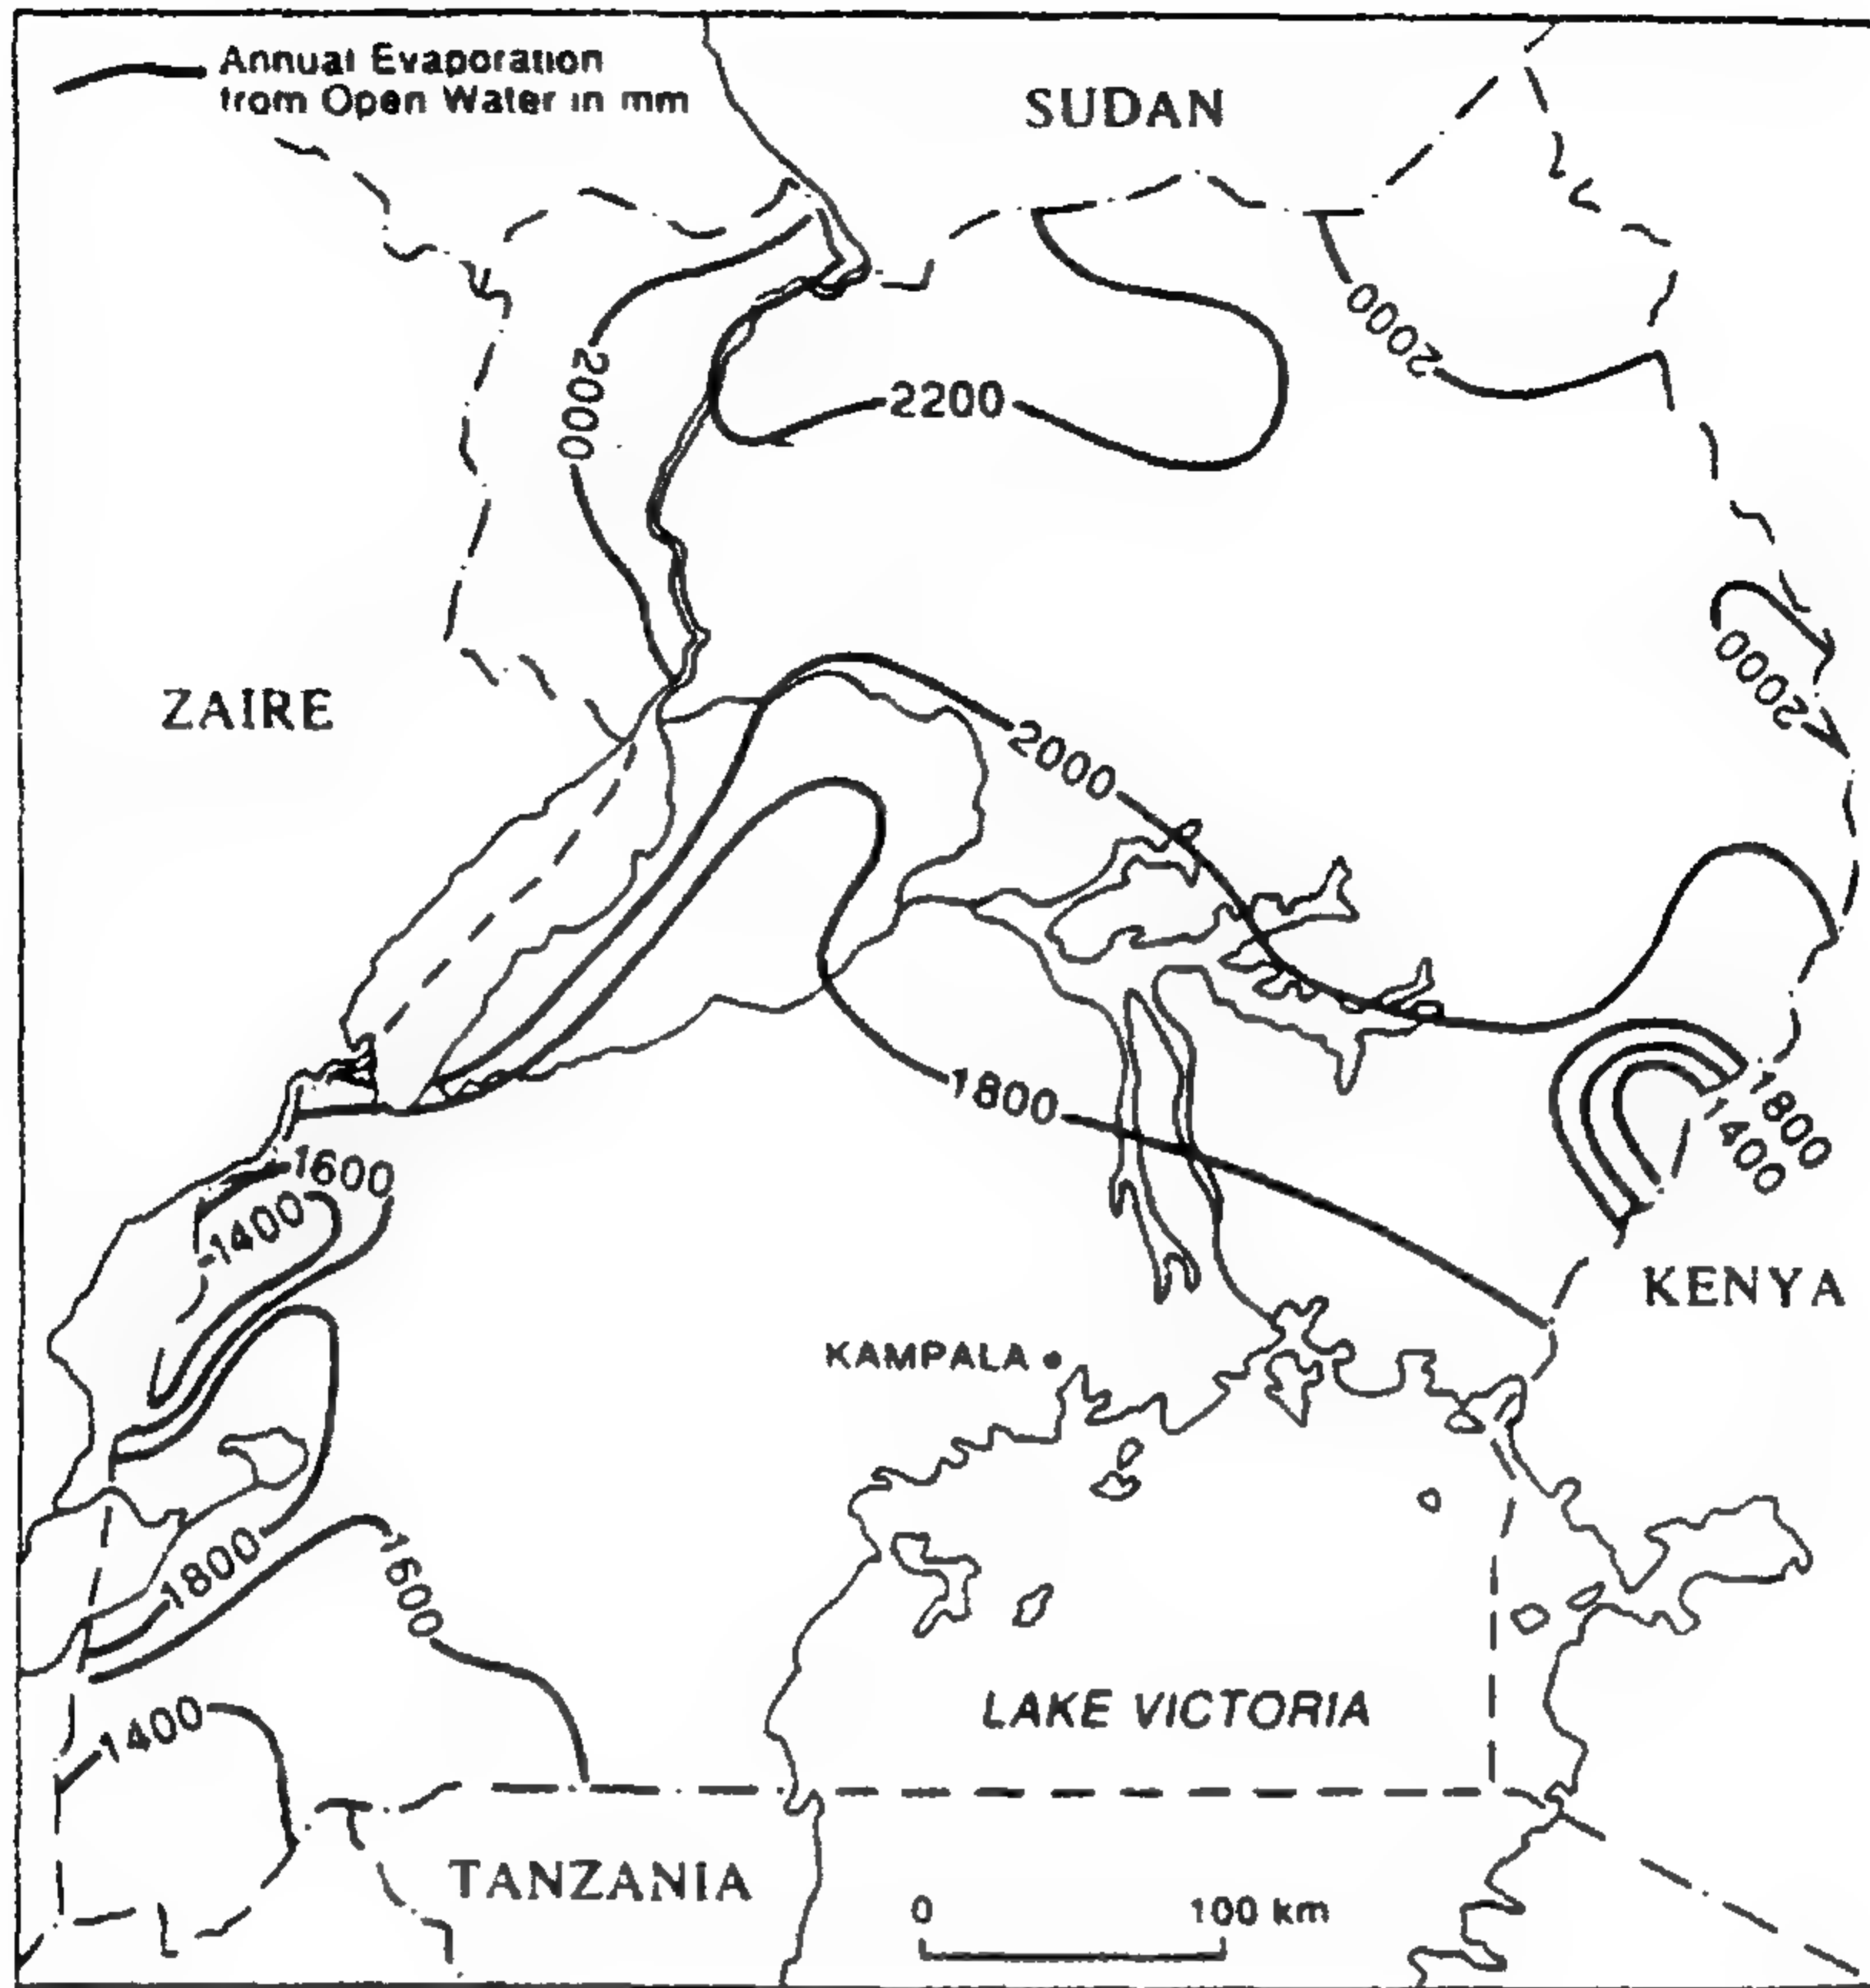 Annual Evaporation
from Open Water in mm
SUDAN
2000
2000
2200
2000
ZAIRE
2000
1800
1800
1400
1600
1400
KENYA
KAMPALA
1800
1600
LAKE VICTORIA
1400
TANZANIA
0 100 km